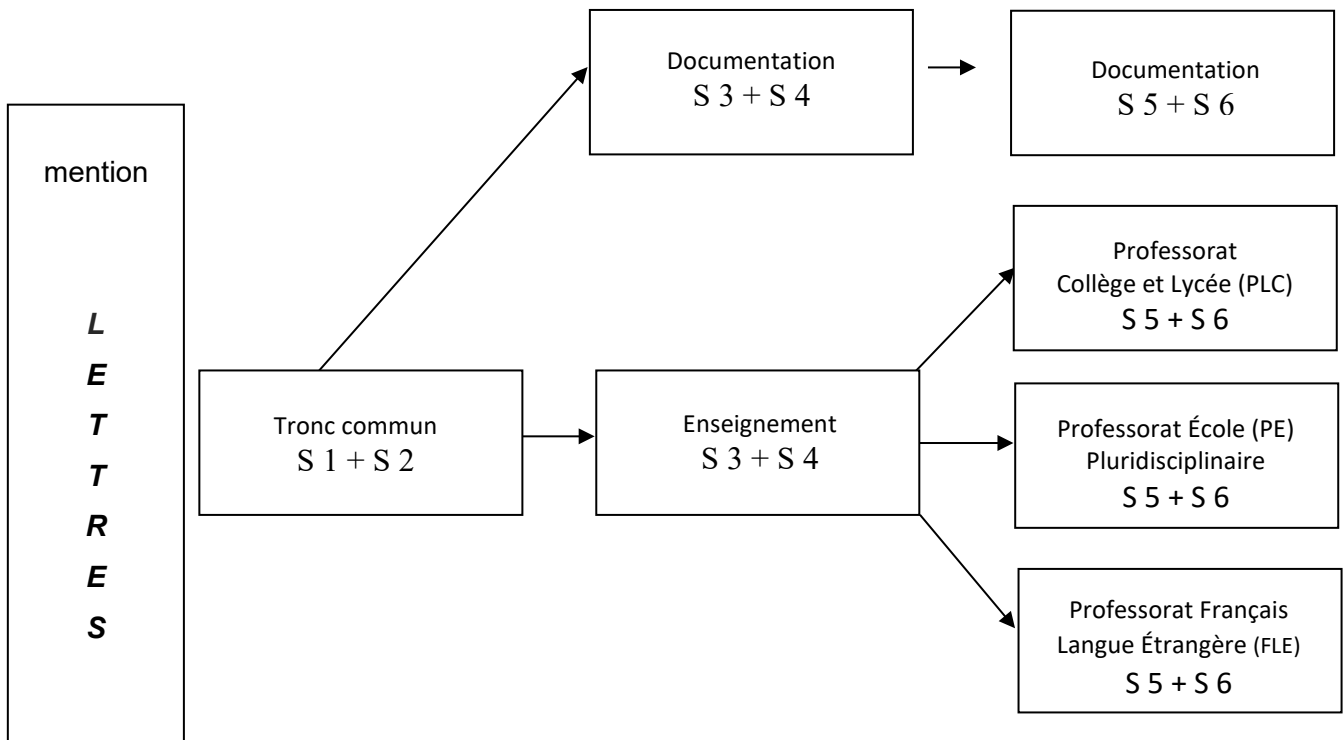 mention
L
E
T
T
R
E
S
Tronc commun
S 1 + S 2
Documentation
S 3 + S 4
Documentation
S 5 + S 6
Enseignement
S 3 + S 4
Professorat
Collège et Lycée (PLC)
S 5 + S 6
Professorat École (PE)
Pluridisciplinaire
S 5 + S 6
Professorat Français
Langue Étrangère (FLE)
S 5 + S 6